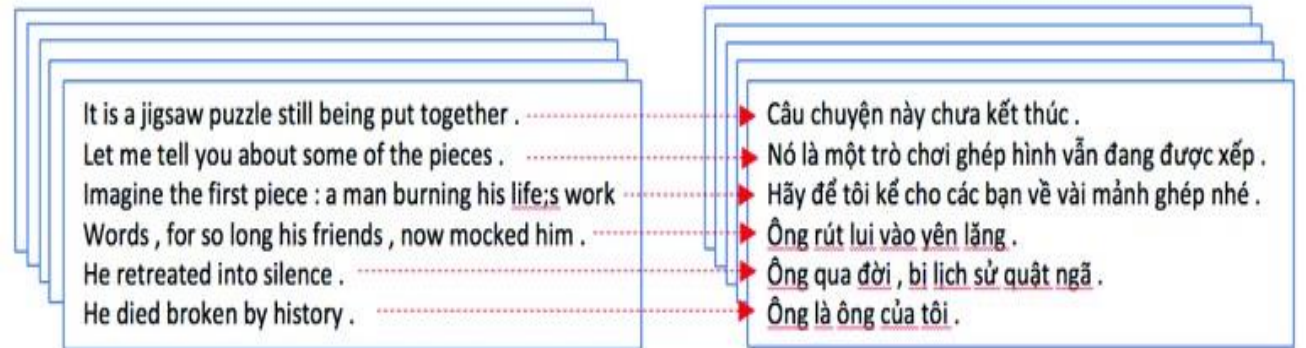 It is a jigsaw puzzle still being put together .
Let me tell you about some of the pieces .
Imagine the first piece : a man burning his life;s work
Words , for so long his friends , now mocked him .
He retreated into silence .
He died broken by history .
Câu chuyện này chưa kết thúc .
Nó là một trò chơi ghép hình vẫn đang được xếp .
Hãy để tôi kể cho các bạn về vài mảnh ghép nhé .
Ông rút lui vào yên lặng .
Ông qua đời , bị lịch sử quật ngã .
Ông là ông của tôi .